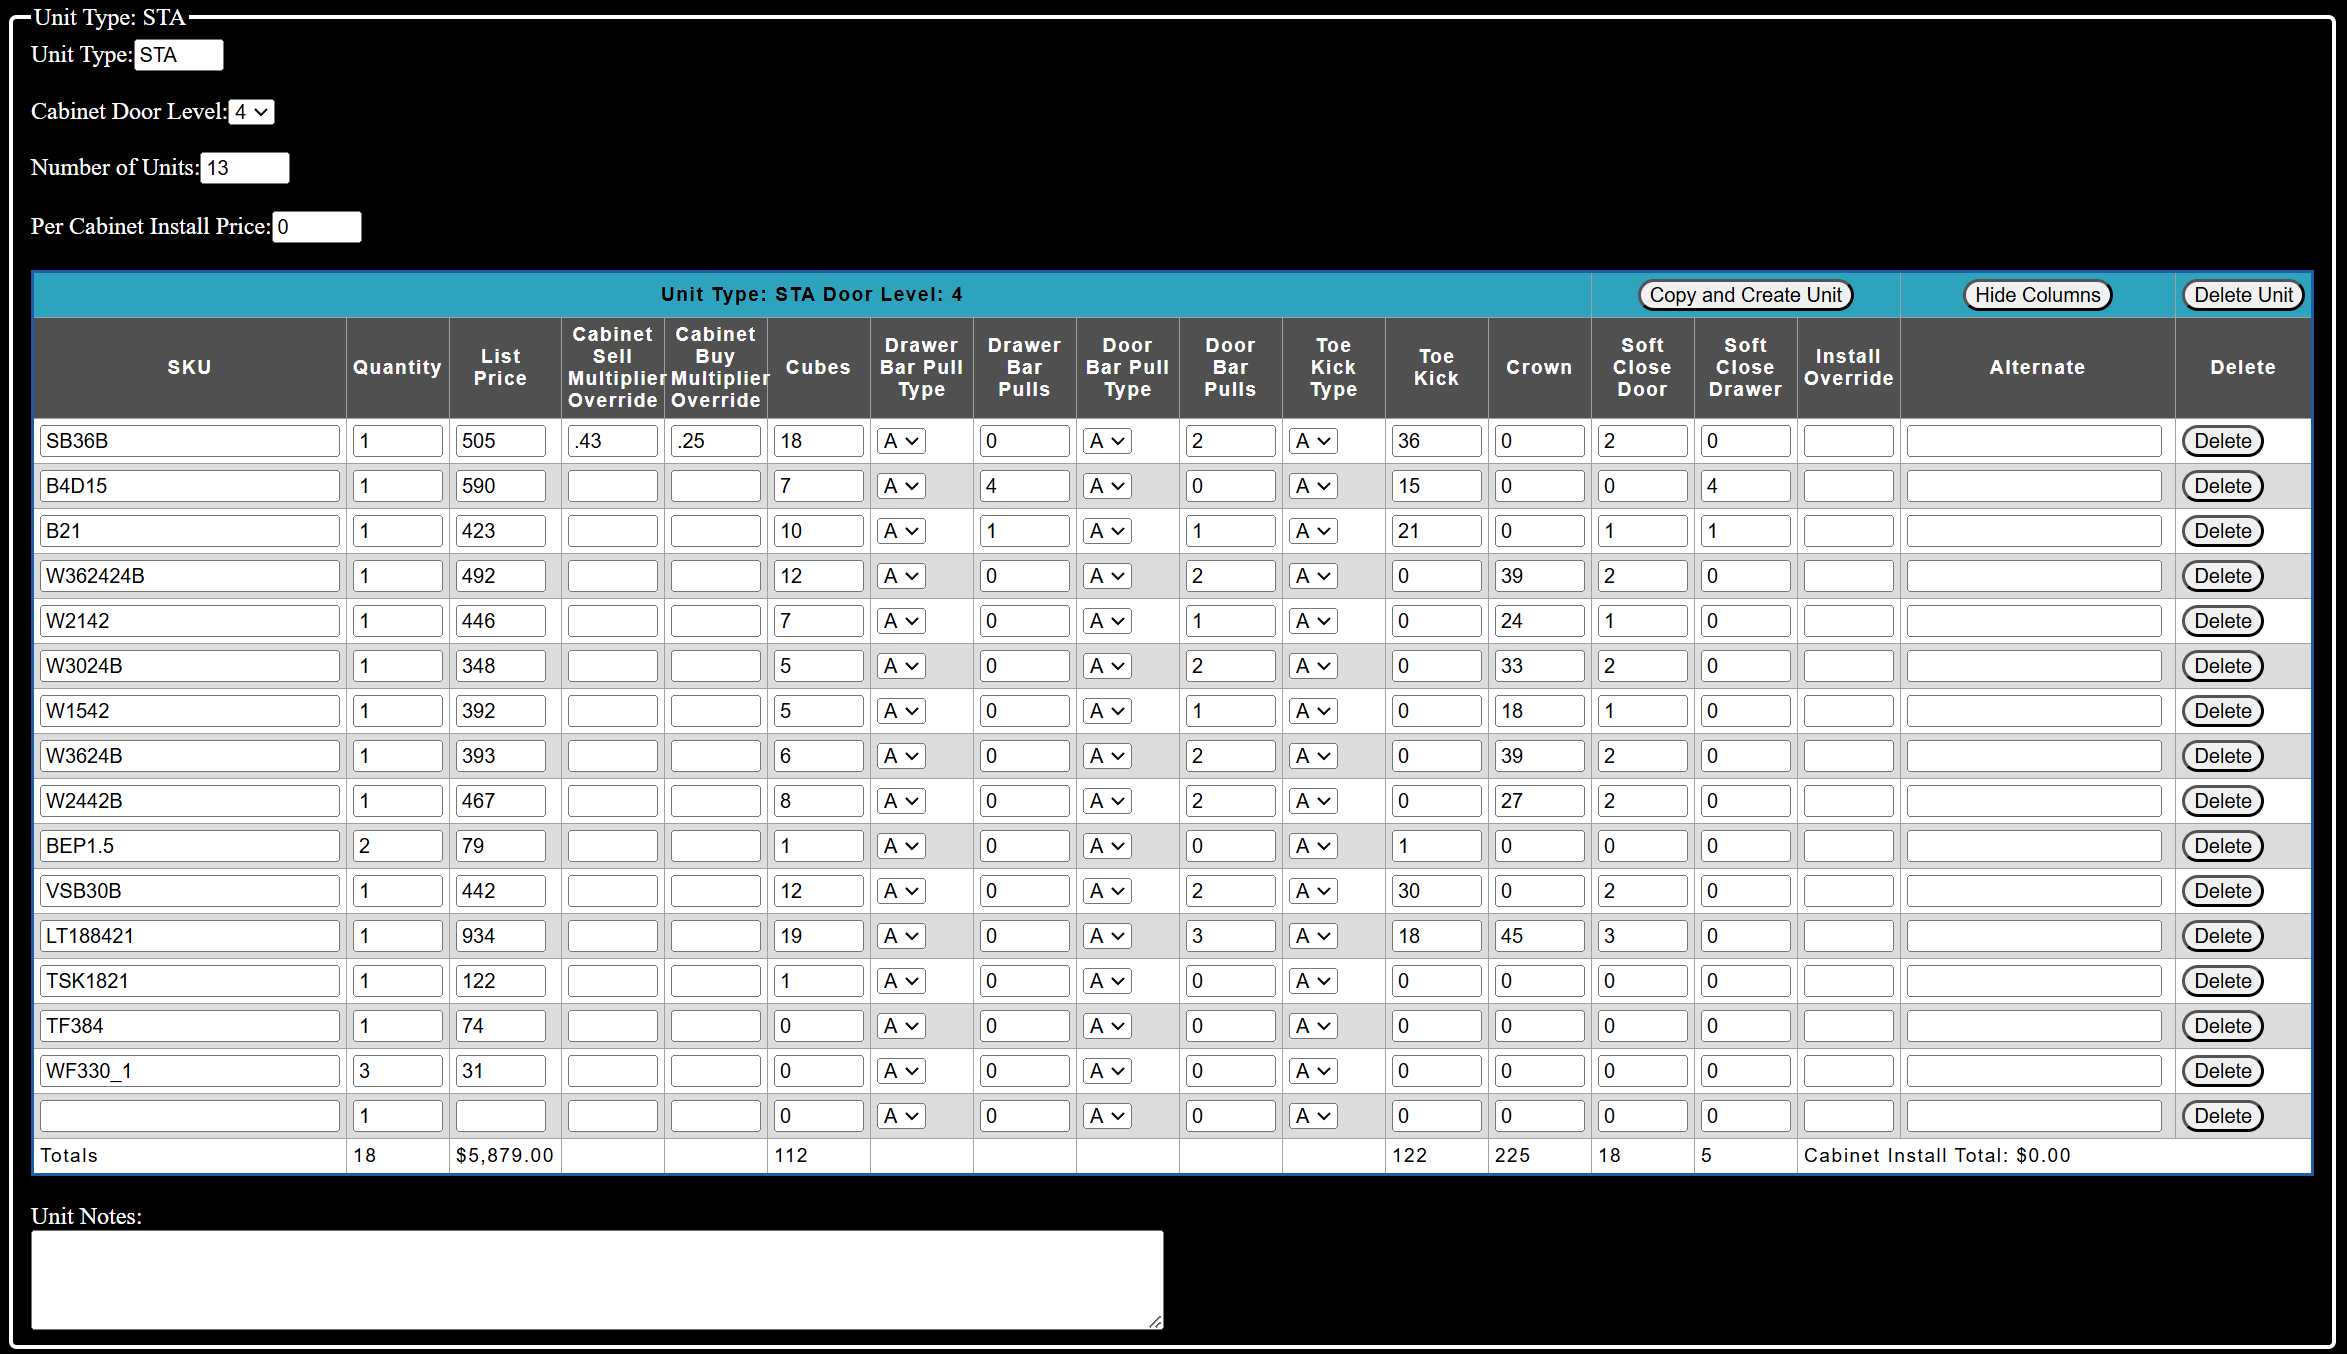 Unit Type: STA
Unit Type: STA
Cabinet Door Level: 4
Number of Units: 13
Per Cabinet Install Price: 0
Unit Type: STA Door Level: 4 Copy and Create Unit Hide Columns Delete Unit
SKU Quantity List Price Cabinet Sell Multiplier Override Cabinet Buy Multiplier Override Cubes Drawer Bar Pull Type Drawer Bar Pulls Door Bar Pull Type Door Bar Pulls Toe Kick Type Toe Kick Crown Soft Close Door Soft Close Drawer Install Override Alternate Delete
SB36B 1 505 .43 .25 18 A 0 A 2 A 36 0 2 0 Delete
B4D15 1 590 7 A 4 A 0 A 15 0 0 4 Delete
B21 1 423 10 A 1 A 1 A 21 0 1 1 Delete
W362424B 1 492 12 A 0 A 2 A 0 39 2 0 Delete
W2142 1 446 7 A 0 A 1 A 0 24 1 0 Delete
W3024B 1 348 5 A 0 A 2 A 0 33 2 0 Delete
W1542 1 392 5 A 0 A 1 A 0 18 1 0 Delete
W3624B 1 393 6 A 0 A 2 A 0 39 2 0 Delete
W2442B 1 467 8 A 0 A 2 A 0 27 2 0 Delete
BEP1.5 2 79 1 A 0 A 0 A 1 0 0 0 Delete
VSB30B 1 442 12 A 0 A 2 A 30 0 2 0 Delete
LT188421 1 934 19 A 0 A 3 A 18 45 3 0 Delete
TSK1821 1 122 1 A 0 A 0 A 0 0 0 0 Delete
TF384 1 74 0 A 0 A 0 A 0 0 0 0 Delete
WF330_1 3 31 0 A 0 A 0 A 0 0 0 0 Delete
1 0 A 0 A 0 A 0 0 0 0 Delete
Totals 18 $5,879.00 112 122 225 18 5 Cabinet Install Total: $0.00
Unit Notes: